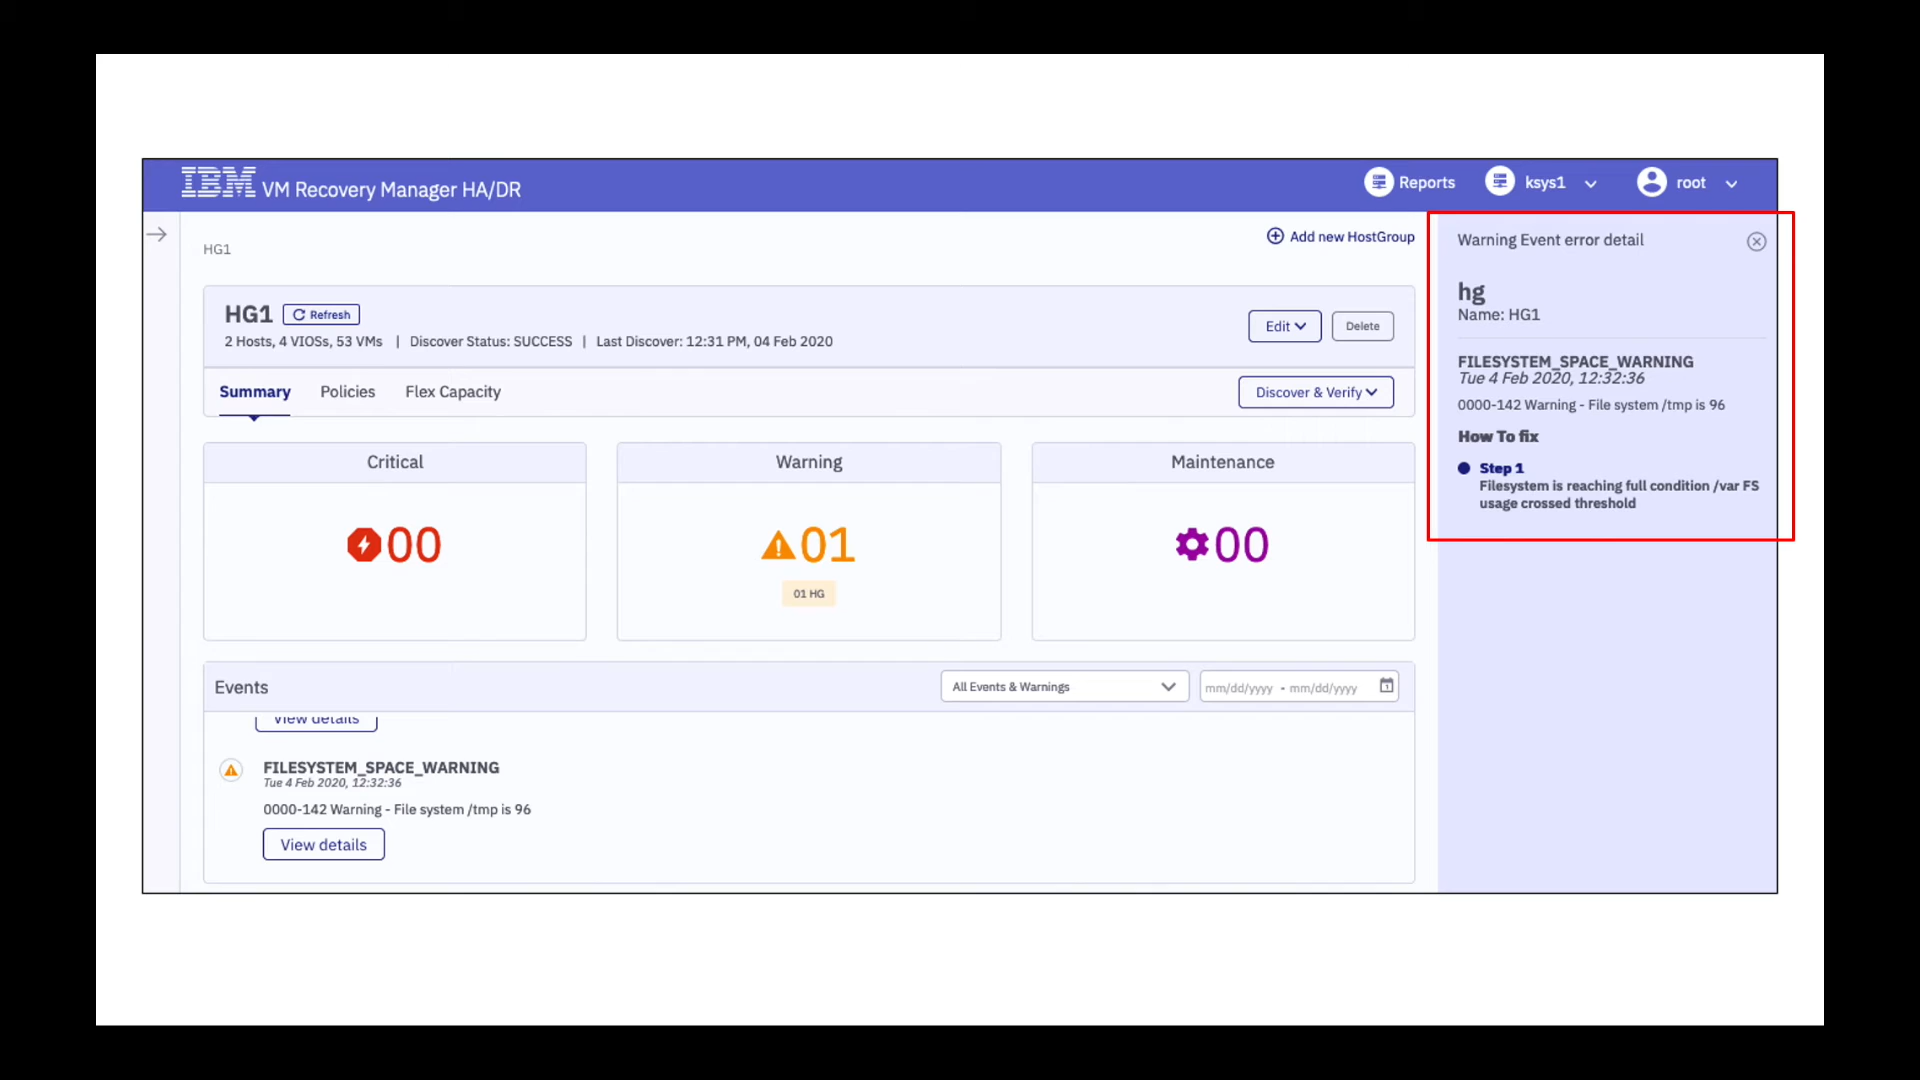 IBM VM Recovery Manager HA/DR
Reports
ksys1
root
HG1
Add new HostGroup
HG1
Refresh
2 Hosts, 4 VIOSs, 53 VMs | Discover Status: SUCCESS | Last Discover: 12:31 PM, 04 Feb 2020
Edit
Delete
Summary
Policies
Flex Capacity
Discover & Verify
Critical
00
Warning
01
01 HG
Maintenance
00
Events
All Events & Warnings
mm/dd/yyyy - mm/dd/yyyy
View details
FILESYSTEM_SPACE_WARNING
Tue 4 Feb 2020, 12:32:36
0000-142 Warning - File system /tmp is 96
View details
Warning Event error detail
hg
Name: HG1
FILESYSTEM_SPACE_WARNING
Tue 4 Feb 2020, 12:32:36
0000-142 Warning - File system /tmp is 96
How To fix
Step 1
Filesystem is reaching full condition /var FS
usage crossed threshold